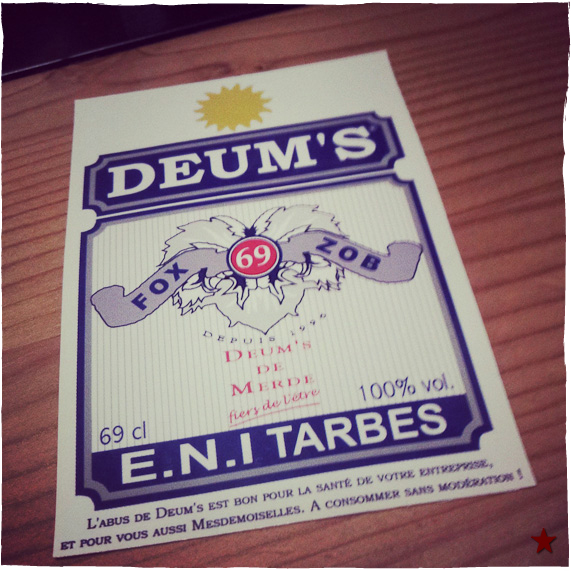 DEUM'S
FOX 69 ZOB
DEPUIS 1996
DEUM'S
DE
MERDE
fiers de l'être
69 cl 100% vol.
E.N.I TARBES
L'ABUS DE DEUM'S EST BON POUR LA SANTÉ DE VOTRE ENTREPRISE,
ET POUR VOUS AUSSI MESDEMOISELLES. A CONSOMMER SANS MODÉRATION !